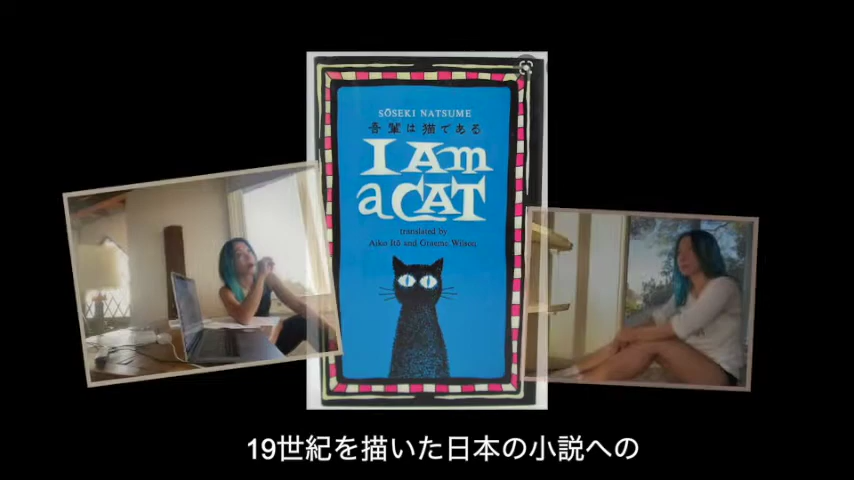 SŌSEKI NATSUME
吾輩は猫である
I AM
a CAT
translated by
Aiko Itō and Graeme Wilson
19世紀を描いた日本の小説への